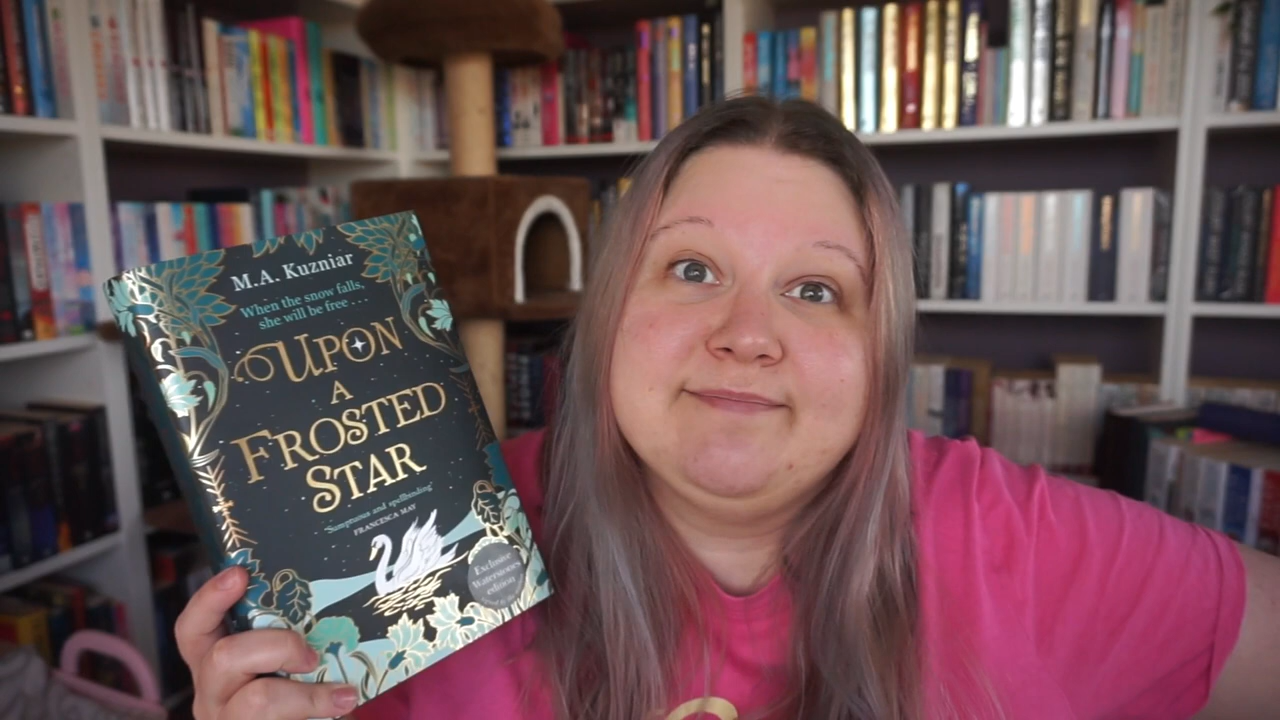 M.A. Kuzniar
When the snow falls,
she will be free...
UPON
A
FROSTED
STAR
'Sumptuous and spellbinding'
FRANCESCA MAY
Exclusive
Waterstones
edition